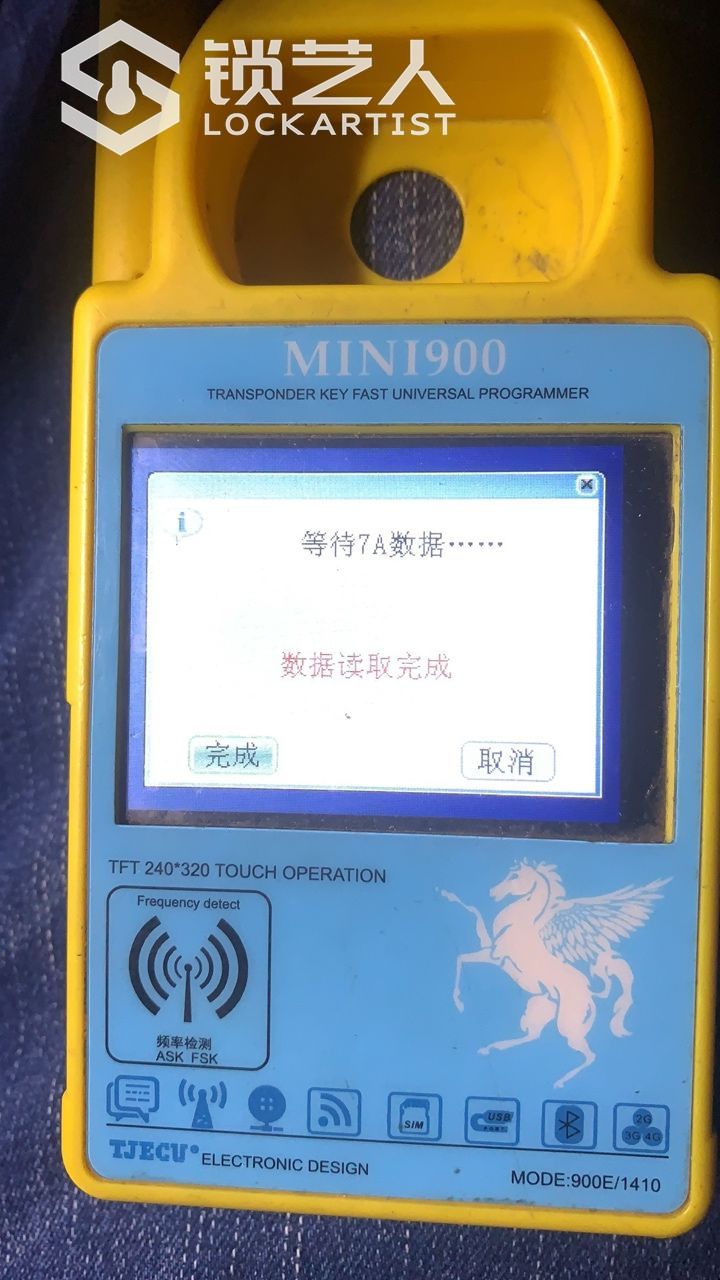 锁艺人
LOCKARTIST
MINI900
TRANSPONDER KEY FAST UNIVERSAL PROGRAMMER
i
等待7A数据……
数据读取完成
完成
取消
TFT 240*320 TOUCH OPERATION
Frequency detect
频率检测
ASK FSK
SIM
USB
2G
3G 4G
TJECU® ELECTRONIC DESIGN
MODE:900E/1410